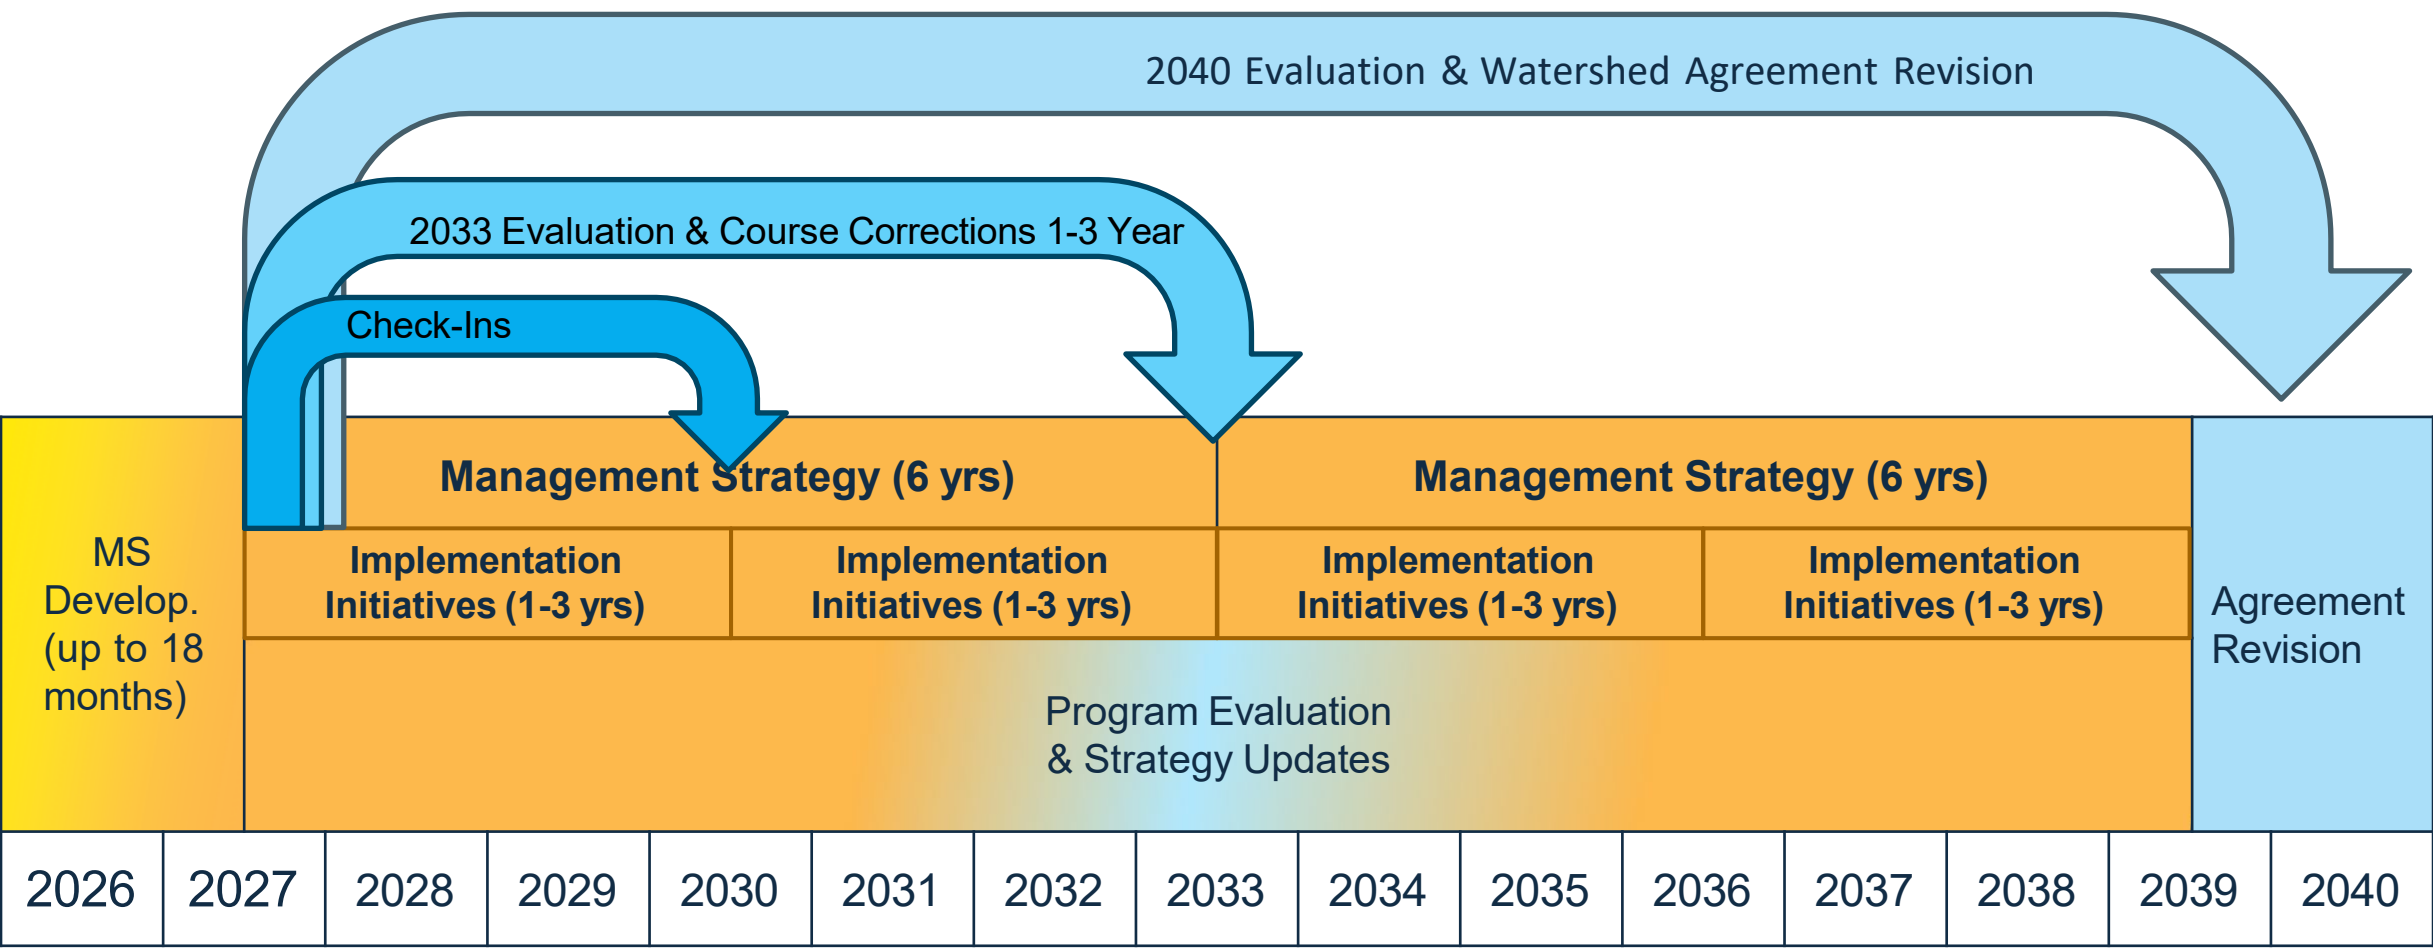 2040 Evaluation & Watershed Agreement Revision
2033 Evaluation & Course Corrections 1-3 Year
Check-Ins
Management Strategy (6 yrs)
Management Strategy (6 yrs)
MS
Develop.
(up to 18
months)
Implementation
Initiatives (1-3 yrs)
Implementation
Initiatives (1-3 yrs)
Implementation
Initiatives (1-3 yrs)
Implementation
Initiatives (1-3 yrs)
Agreement
Revision
Program Evaluation
& Strategy Updates
2026
2027
2028
2029
2030
2031
2032
2033
2034
2035
2036
2037
2038
2039
2040